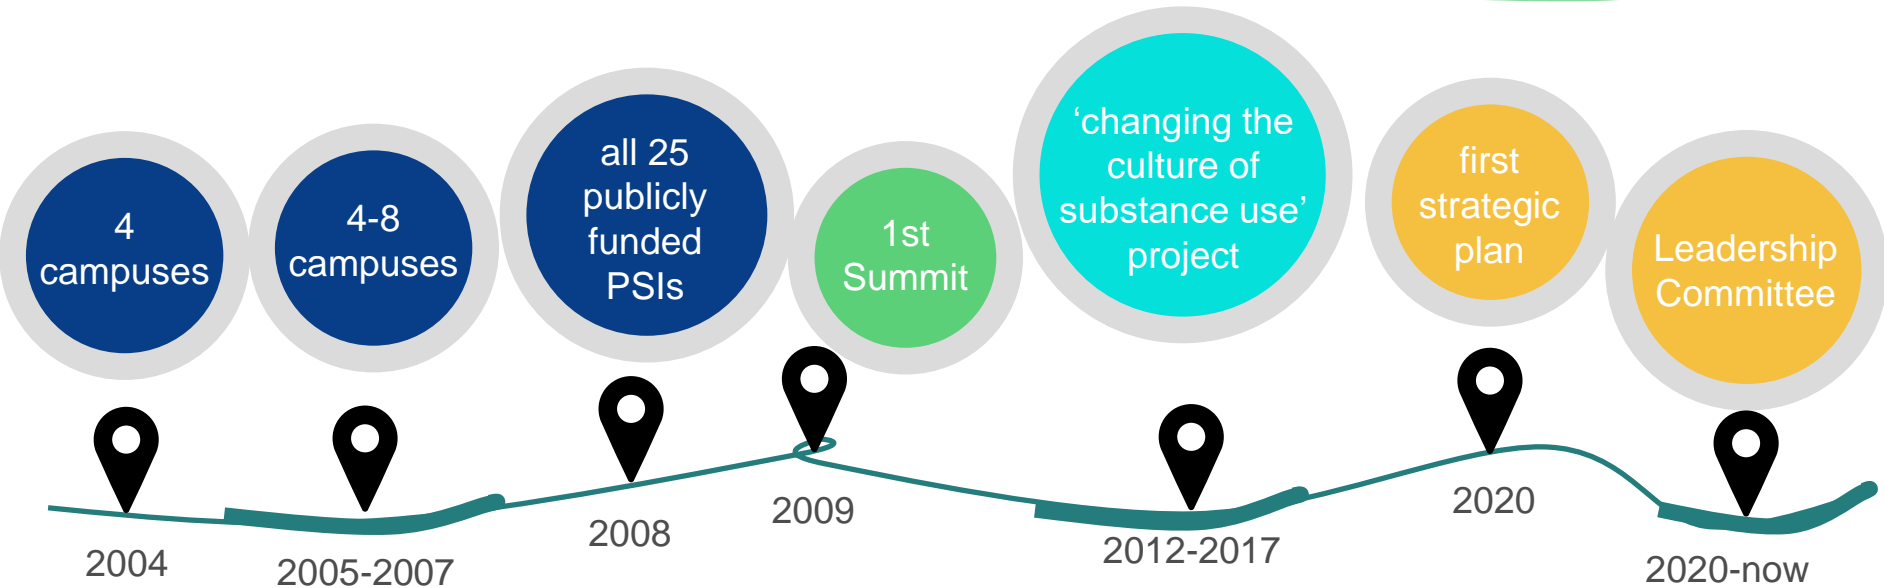 4
campuses
4-8
campuses
all 25
publicly
funded
PSIs
1st
Summit
‘changing the
culture of
substance use’
project
first
strategic
plan
Leadership
Committee
2004
2005-2007
2008
2009
2012-2017
2020
2020-now